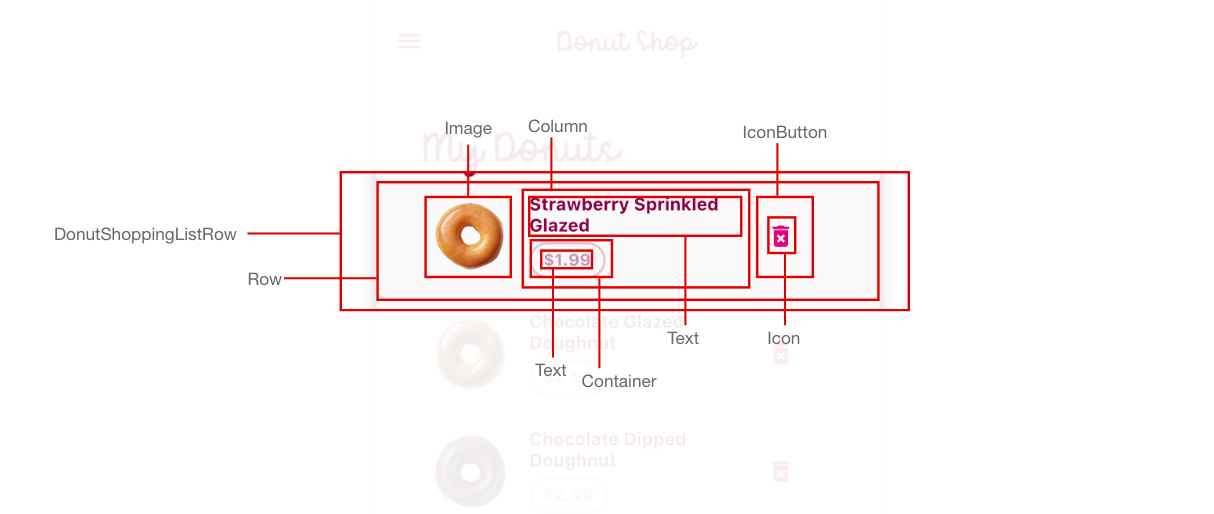 Donut Shop
Image
Column
IconButton
My Donuts
Strawberry Sprinkled
Glazed
DonutShoppingListRow
$1.99
Row
Chocolate Glazed
Doughnut
Text
Icon
Text
Container
Chocolate Dipped
Doughnut
$2.99